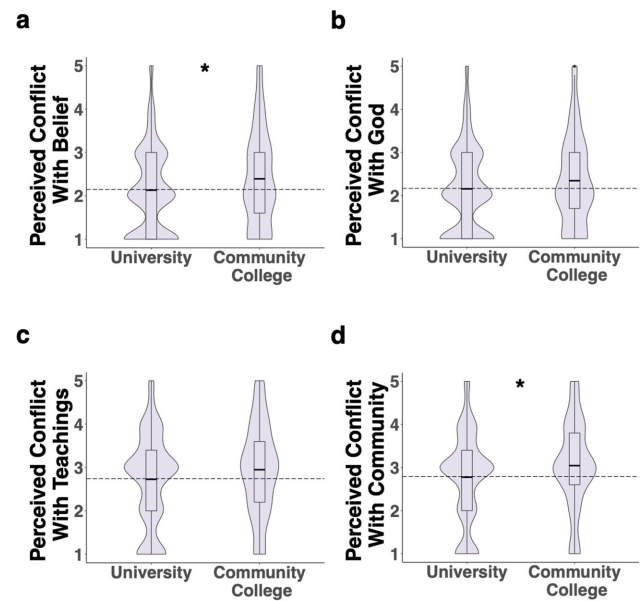 a
Perceived Conflict
With Belief
5
4
3
2
1
*
University
Community
College
b
Perceived Conflict
With God
5
4
3
2
1
University
Community
College
c
Perceived Conflict
With Teachings
5
4
3
2
1
University
Community
College
d
Perceived Conflict
With Community
5
4
3
2
1
*
University
Community
College